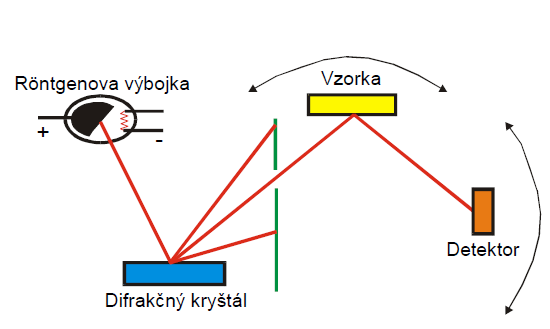 Vzorka
Röntgenova výbojka
+
-
Detektor
Difrakčný kryštál